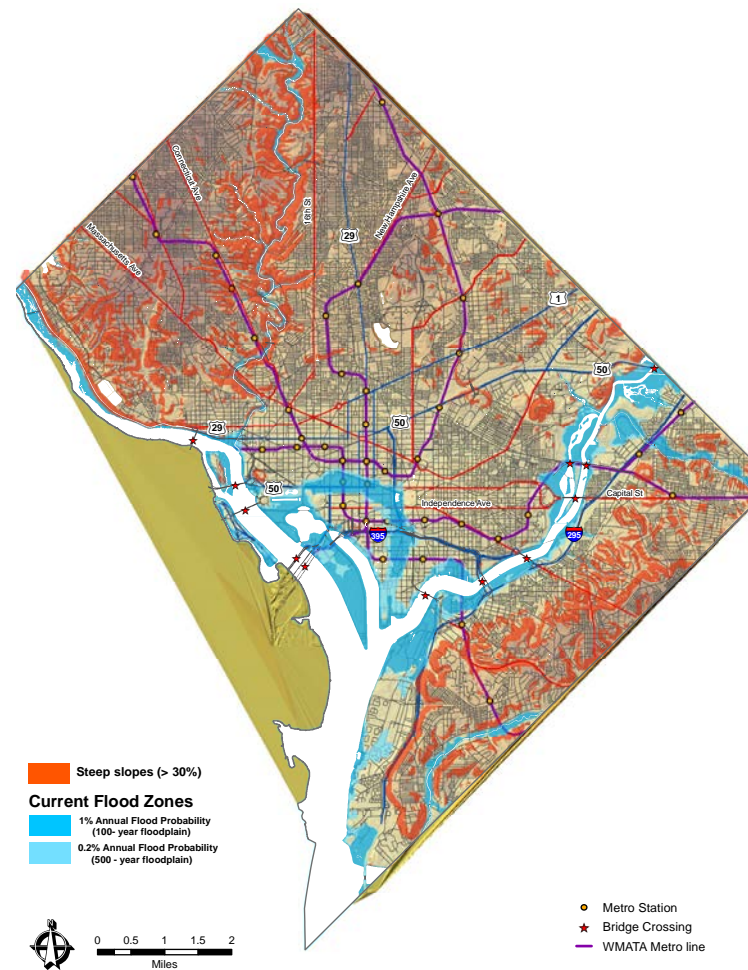 Connecticut Ave
Massachusetts Ave
16th St
New Hampshire Ave
29
1
50
29
50
50
Independence Ave
Capital St
395
295
Steep slopes (> 30%)
Current Flood Zones
1% Annual Flood Probability
(100- year floodplain)
0.2% Annual Flood Probability
(500 - year floodplain)
0 0.5 1 1.5 2
Miles
Metro Station
Bridge Crossing
WMATA Metro line